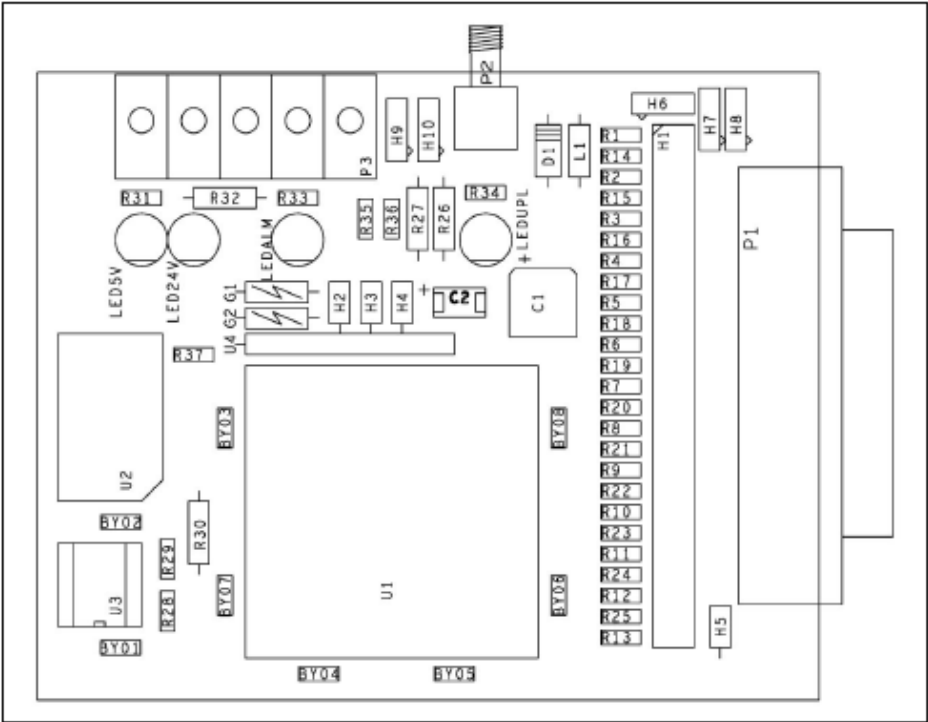 P2
H6
H7
H8
H9
H10
P3
D1
L1
R1
H1
R14
R2
R15
R3
R16
R4
R17
R5
R18
R6
R19
R7
R20
R8
R21
R9
R22
R10
R23
R11
R24
R12
R25
R13
P1
H5
R31
R32
R33
R35
R36
R27
R26
R34
+LEDUPL
LED5V
LED24V
LEDALM
G1
G2
U4
H2
H3
H4
+
C2
C1
R37
U2
BY03
BY08
BY02
R30
R29
R28
U3
BY01
BY07
U1
BY06
BY04
BY05